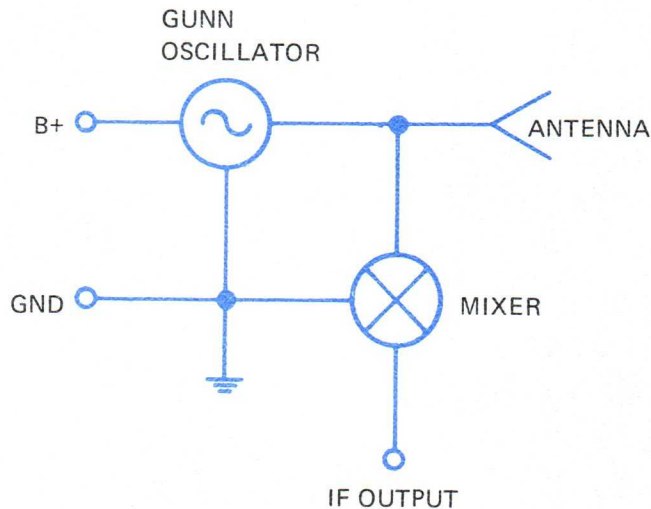 GUNN
OSCILLATOR
B+
ANTENNA
GND
MIXER
IF OUTPUT